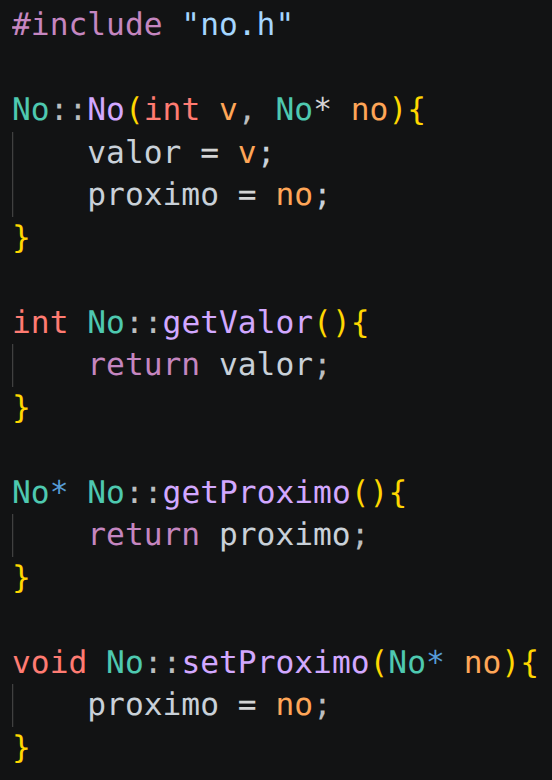 #include "no.h"

No::No(int v, No* no){
    valor = v;
    proximo = no;
}

int No::getValor(){
    return valor;
}

No* No::getProximo(){
    return proximo;
}

void No::setProximo(No* no){
    proximo = no;
}